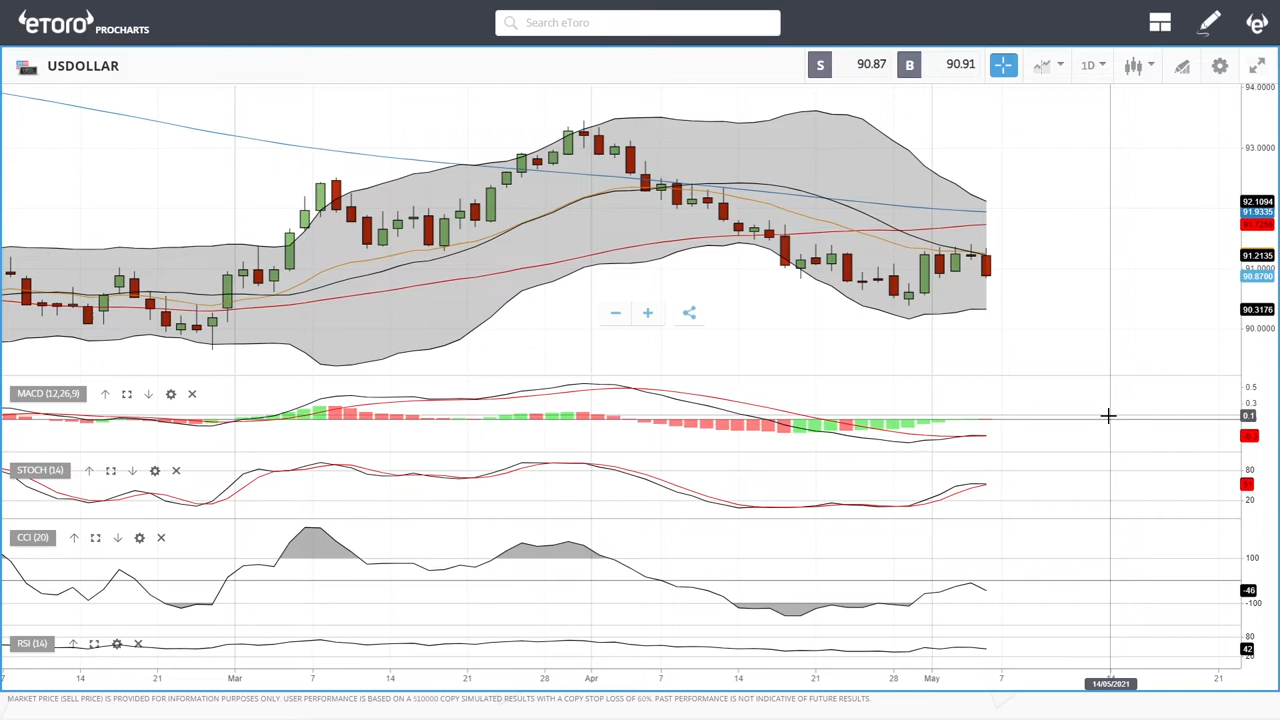 eToro PROCHARTS
Search eToro
USDOLLAR
S 90.87 B 90.91
1D
94.0000
93.0000
92.1094
91.9335
91.2135
91.0000
90.8700
90.3176
90.0000
MACD (12,26,9)
0.5
0.3
0.1
STOCH (14)
80
20
CCI (20)
100
-46
-100
RSI (14)
80
42
20
7 14 21 Mar 7 14 21 28 Apr 7 14 21 28 May 7 21
14/05/2021
MARKET PRICE (SELL PRICE) IS PROVIDED FOR INFORMATION PURPOSES ONLY. USER PERFORMANCE IS BASED ON A $10000 COPY SIMULATED RESULTS WITH A COPY STOP LOSS OF 60%. PAST PERFORMANCE IS NOT INDICATIVE OF FUTURE RESULTS.